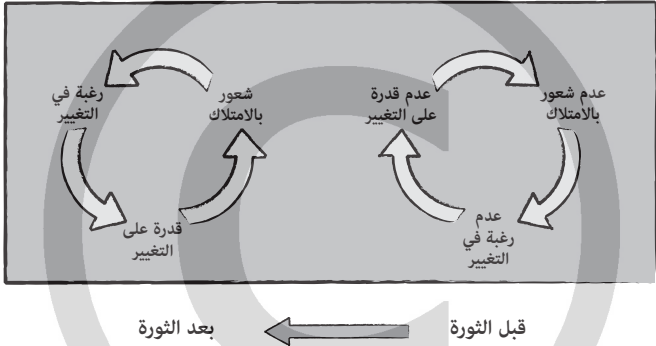 عدم شعور
بالامتلاك
عدم
رغبة في
التغيير
عدم قدرة
على التغيير
شعور
بالامتلاك
رغبة في
التغيير
قدرة على
التغيير
قبل الثورة
بعد الثورة